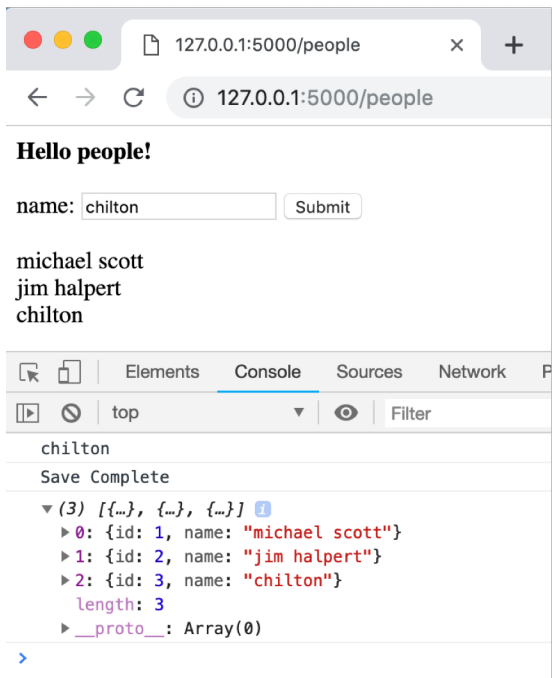 127.0.0.1:5000/people
127.0.0.1:5000/people
Hello people!
name: chilton Submit
michael scott
jim halpert
chilton
Elements Console Sources Network P
top Filter
chilton
Save Complete
(3) [{…}, {…}, {…}] i
0: {id: 1, name: "michael scott"}
1: {id: 2, name: "jim halpert"}
2: {id: 3, name: "chilton"}
length: 3
__proto__: Array(0)